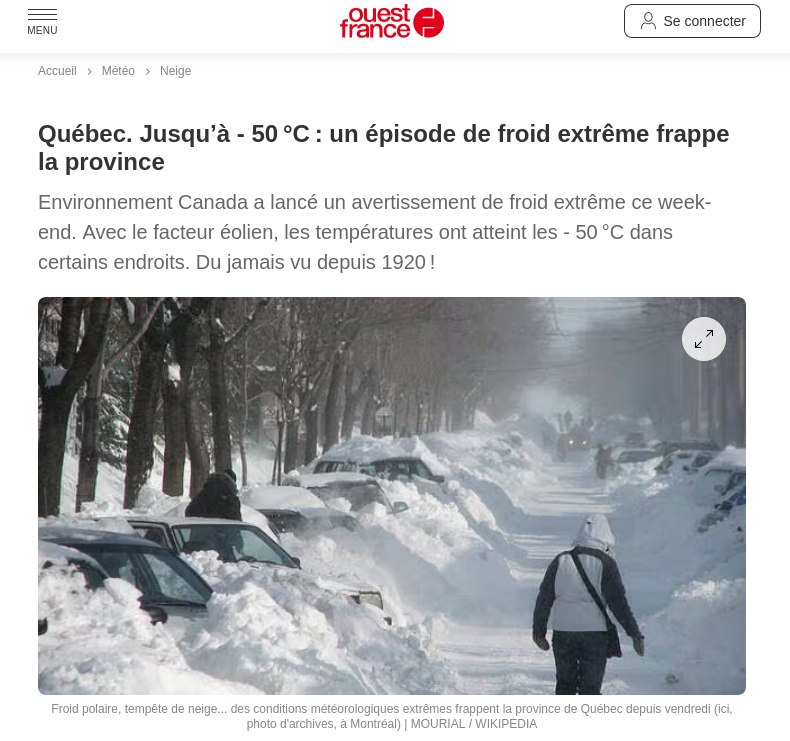 MENU
ouest
france
Se connecter
Accueil > Météo > Neige
Québec. Jusqu’à - 50 °C : un épisode de froid extrême frappe
la province
Environnement Canada a lancé un avertissement de froid extrême ce week-
end. Avec le facteur éolien, les températures ont atteint les - 50 °C dans
certains endroits. Du jamais vu depuis 1920 !
Froid polaire, tempête de neige... des conditions météorologiques extrêmes frappent la province de Québec depuis vendredi (ici,
photo d'archives, à Montréal) | MOURIAL / WIKIPEDIA